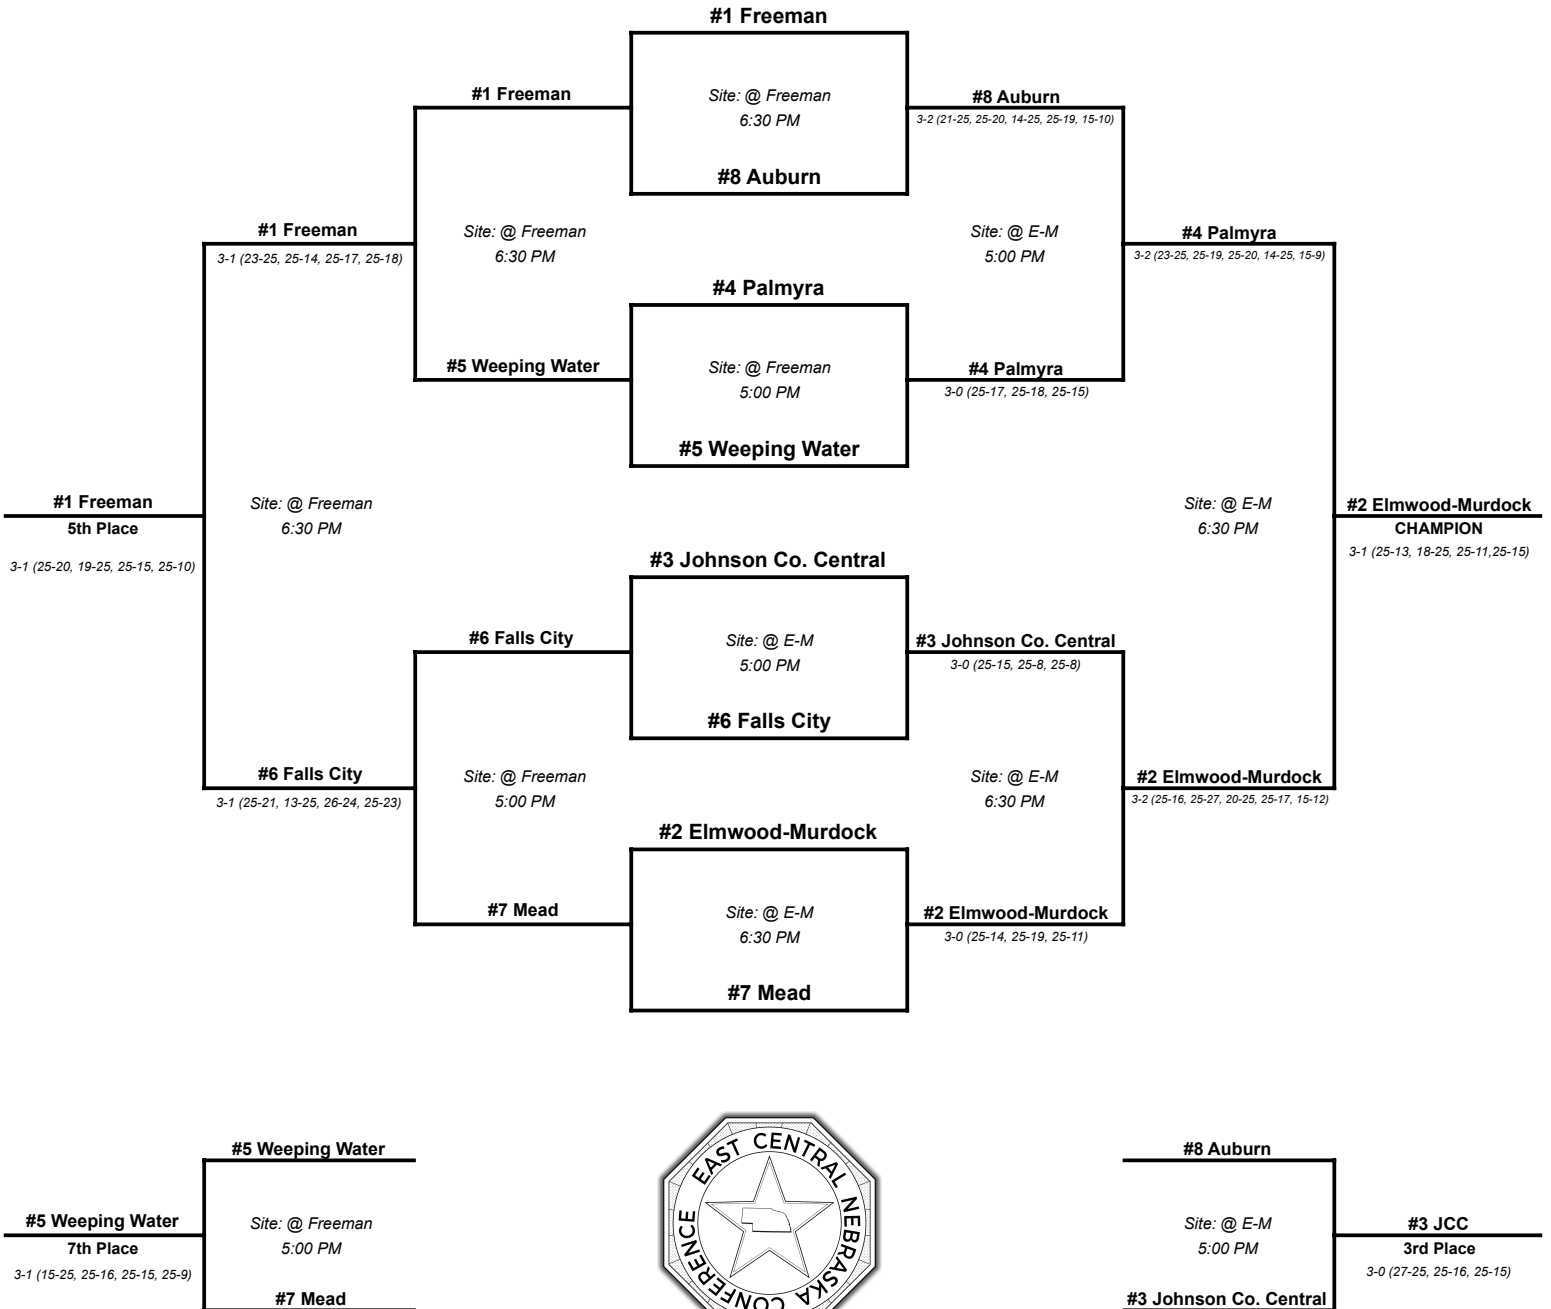 #1 Freeman
#1 Freeman
Site: @ Freeman
#8 Auburn
6:30 PM
3-2 (21-25, 25-20, 14-25, 25-19, 15-10)
#8 Auburn
#1 Freeman
Site: @ Freeman
Site: @ E-M
#4 Palmyra
3-1 (23-25, 25-14, 25-17, 25-18)
6:30 PM
5:00 PM
3-2 (23-25, 25-19, 25-20, 14-25, 15-9)
#4 Palmyra
#5 Weeping Water
Site: @ Freeman
#4 Palmyra
5:00 PM
3-0 (25-17, 25-18, 25-15)
#5 Weeping Water
#1 Freeman
Site: @ Freeman
Site: @ E-M
#2 Elmwood-Murdock
5th Place
6:30 PM
6:30 PM
CHAMPION
3-1 (25-20, 19-25, 25-15, 25-10)
3-1 (25-13, 18-25, 25-11,25-15)
#3 Johnson Co. Central
#6 Falls City
Site: @ E-M
#3 Johnson Co. Central
5:00 PM
3-0 (25-15, 25-8, 25-8)
#6 Falls City
#6 Falls City
Site: @ Freeman
Site: @ E-M
#2 Elmwood-Murdock
3-1 (25-21, 13-25, 26-24, 25-23)
5:00 PM
6:30 PM
3-2 (25-16, 25-27, 20-25, 25-17, 15-12)
#2 Elmwood-Murdock
#7 Mead
Site: @ E-M
#2 Elmwood-Murdock
6:30 PM
3-0 (25-14, 25-19, 25-11)
#7 Mead
#5 Weeping Water
#8 Auburn
#5 Weeping Water
Site: @ Freeman
Site: @ E-M
#3 JCC
7th Place
5:00 PM
5:00 PM
3rd Place
3-1 (15-25, 25-16, 25-15, 25-9)
3-0 (27-25, 25-16, 25-15)
#7 Mead
#3 Johnson Co. Central
EAST CENTRAL NEBRASKA CONFERENCE